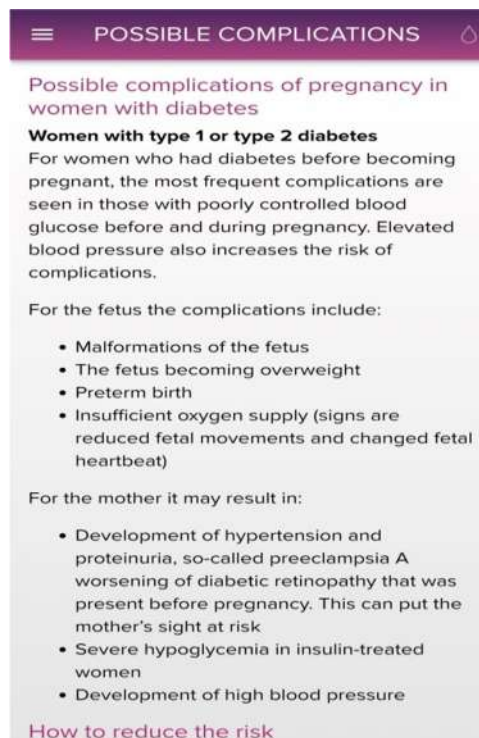 POSSIBLE COMPLICATIONS
Possible complications of pregnancy in
women with diabetes
Women with type 1 or type 2 diabetes
For women who had diabetes before becoming
pregnant, the most frequent complications are
seen in those with poorly controlled blood
glucose before and during pregnancy. Elevated
blood pressure also increases the risk of
complications.
For the fetus the complications include:
• Malformations of the fetus
• The fetus becoming overweight
• Preterm birth
• Insufficient oxygen supply (signs are
reduced fetal movements and changed fetal
heartbeat)
For the mother it may result in:
• Development of hypertension and
proteinuria, so-called preeclampsia A
worsening of diabetic retinopathy that was
present before pregnancy. This can put the
mother's sight at risk
• Severe hypoglycemia in insulin-treated
women
• Development of high blood pressure
How to reduce the risk